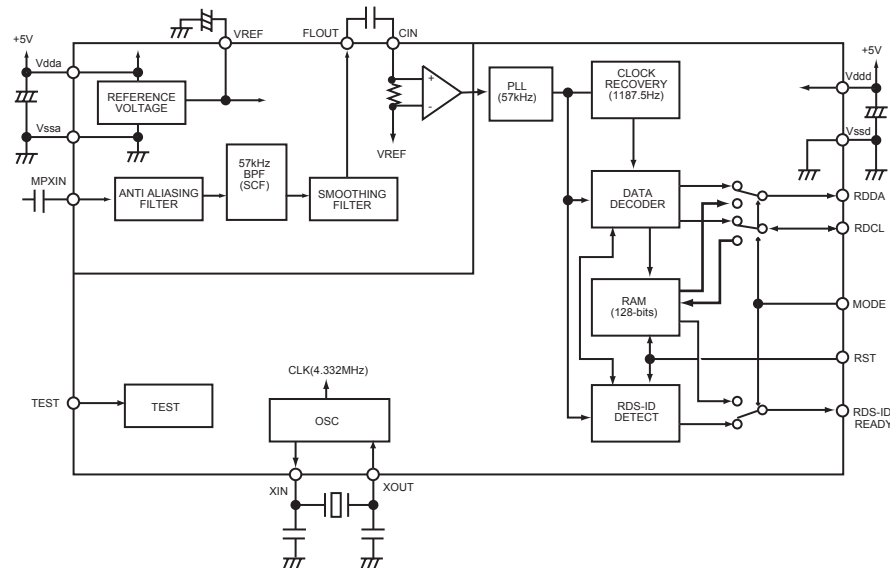 VREF
FLOUT
CIN
+5V
+5V
Vdda
Vddd
REFERENCE
VOLTAGE
+
-
PLL
(57kHz)
CLOCK
RECOVERY
(1187.5Hz)
Vssa
Vssd
VREF
MPXIN
ANTI ALIASING
FILTER
57kHz
BPF
(SCF)
SMOOTHING
FILTER
DATA
DECODER
RDDA
RDCL
RAM
(128-bits)
MODE
RST
CLK(4.332MHz)
TEST
TEST
OSC
RDS-ID
DETECT
RDS-ID
READY
XIN
XOUT